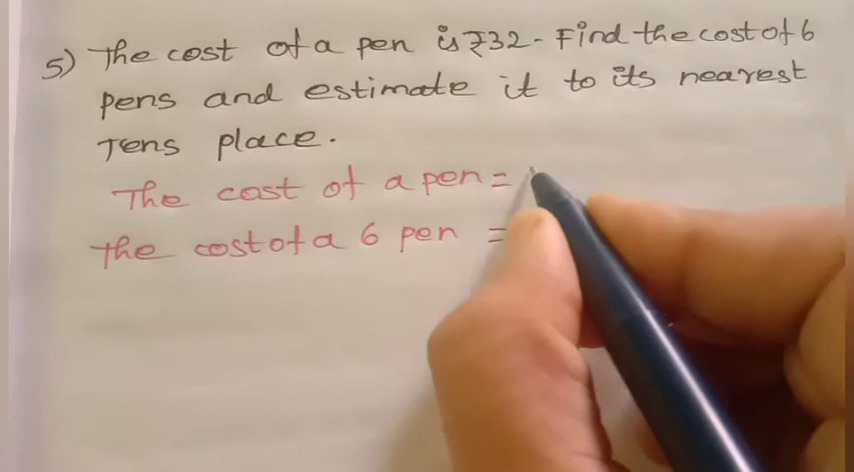 5) The cost of a pen is ₹32. Find the cost of 6
pens and estimate it to its nearest
Tens place.
The cost of a pen =
The cost of a 6 pen =